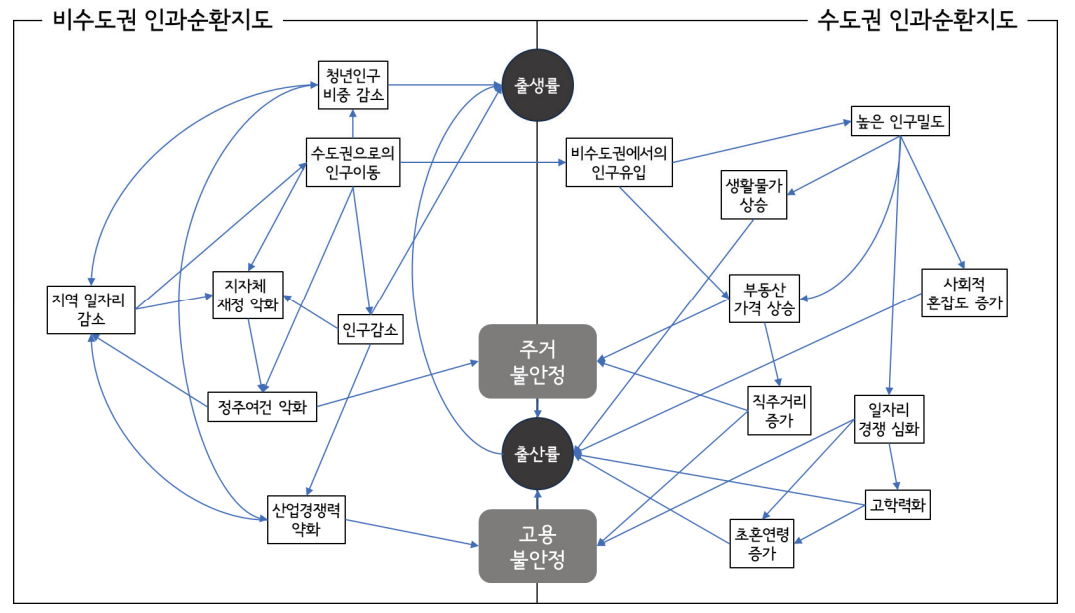 비수도권 인과순환지도
수도권 인과순환지도
청년인구
비중 감소
출생률
높은 인구밀도
수도권으로의
인구이동
비수도권에서의
인구유입
생활물가
상승
지역 일자리
감소
지자체
재정 악화
인구감소
부동산
가격 상승
사회적
혼잡도 증가
주거
불안정
정주여건 악화
직주거리
증가
일자리
경쟁 심화
출산률
산업경쟁력
약화
고용
불안정
고학력화
초혼연령
증가